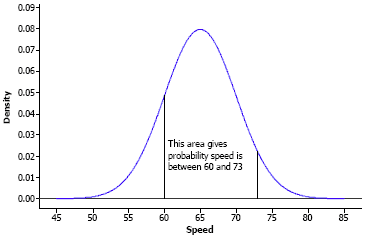 0.09
0.08
0.07
0.06
0.05
0.04
0.03
0.02
0.01
0.00
Density
This area gives
probability speed is
between 60 and 73
45 50 55 60 65 70 75 80 85
Speed